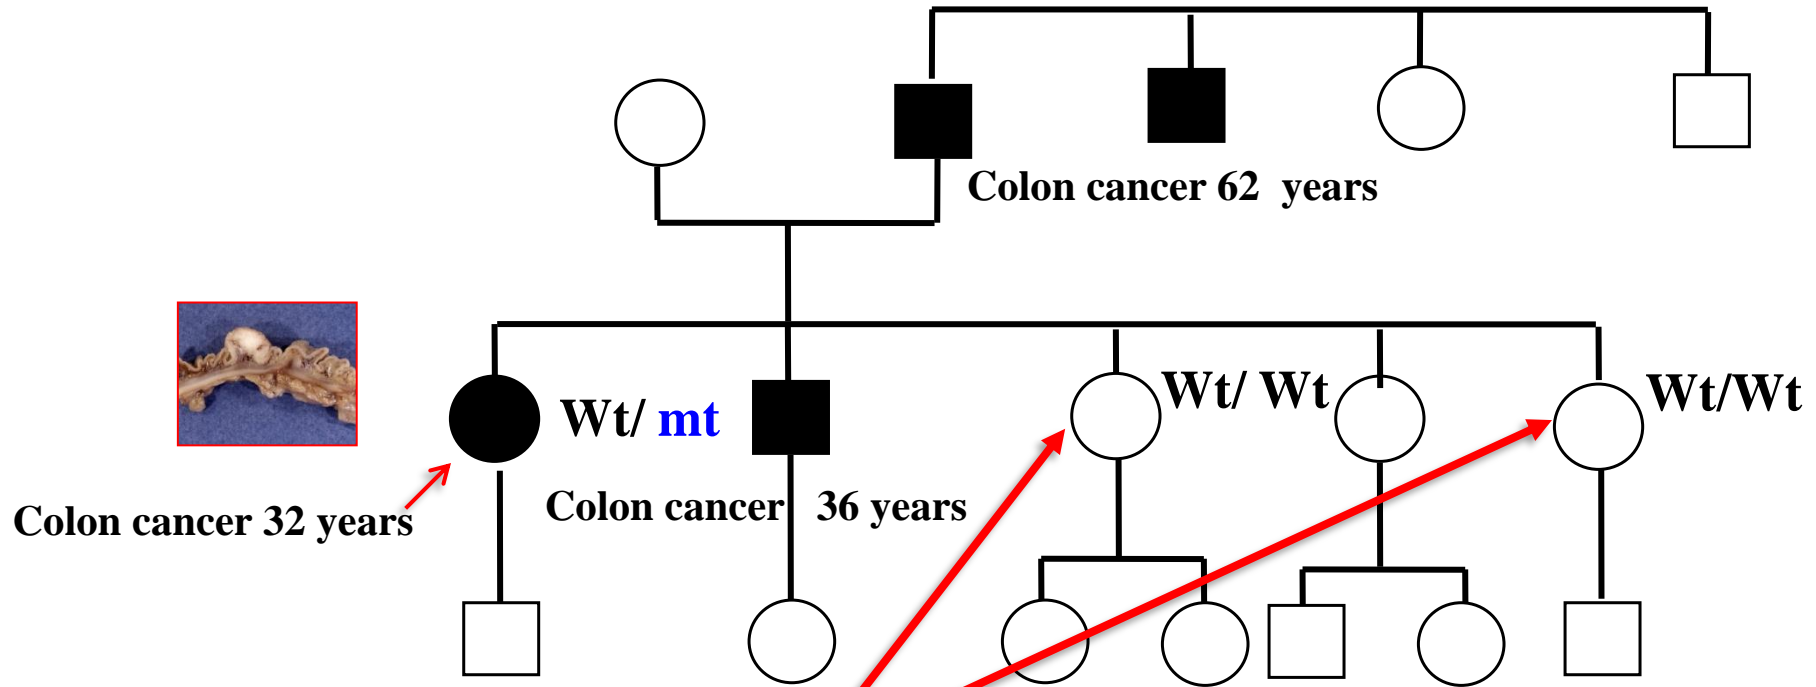 Colon cancer 62 years
Wt/ mt
Wt/ Wt
Wt/Wt
Colon cancer 32 years
Colon cancer 36 years